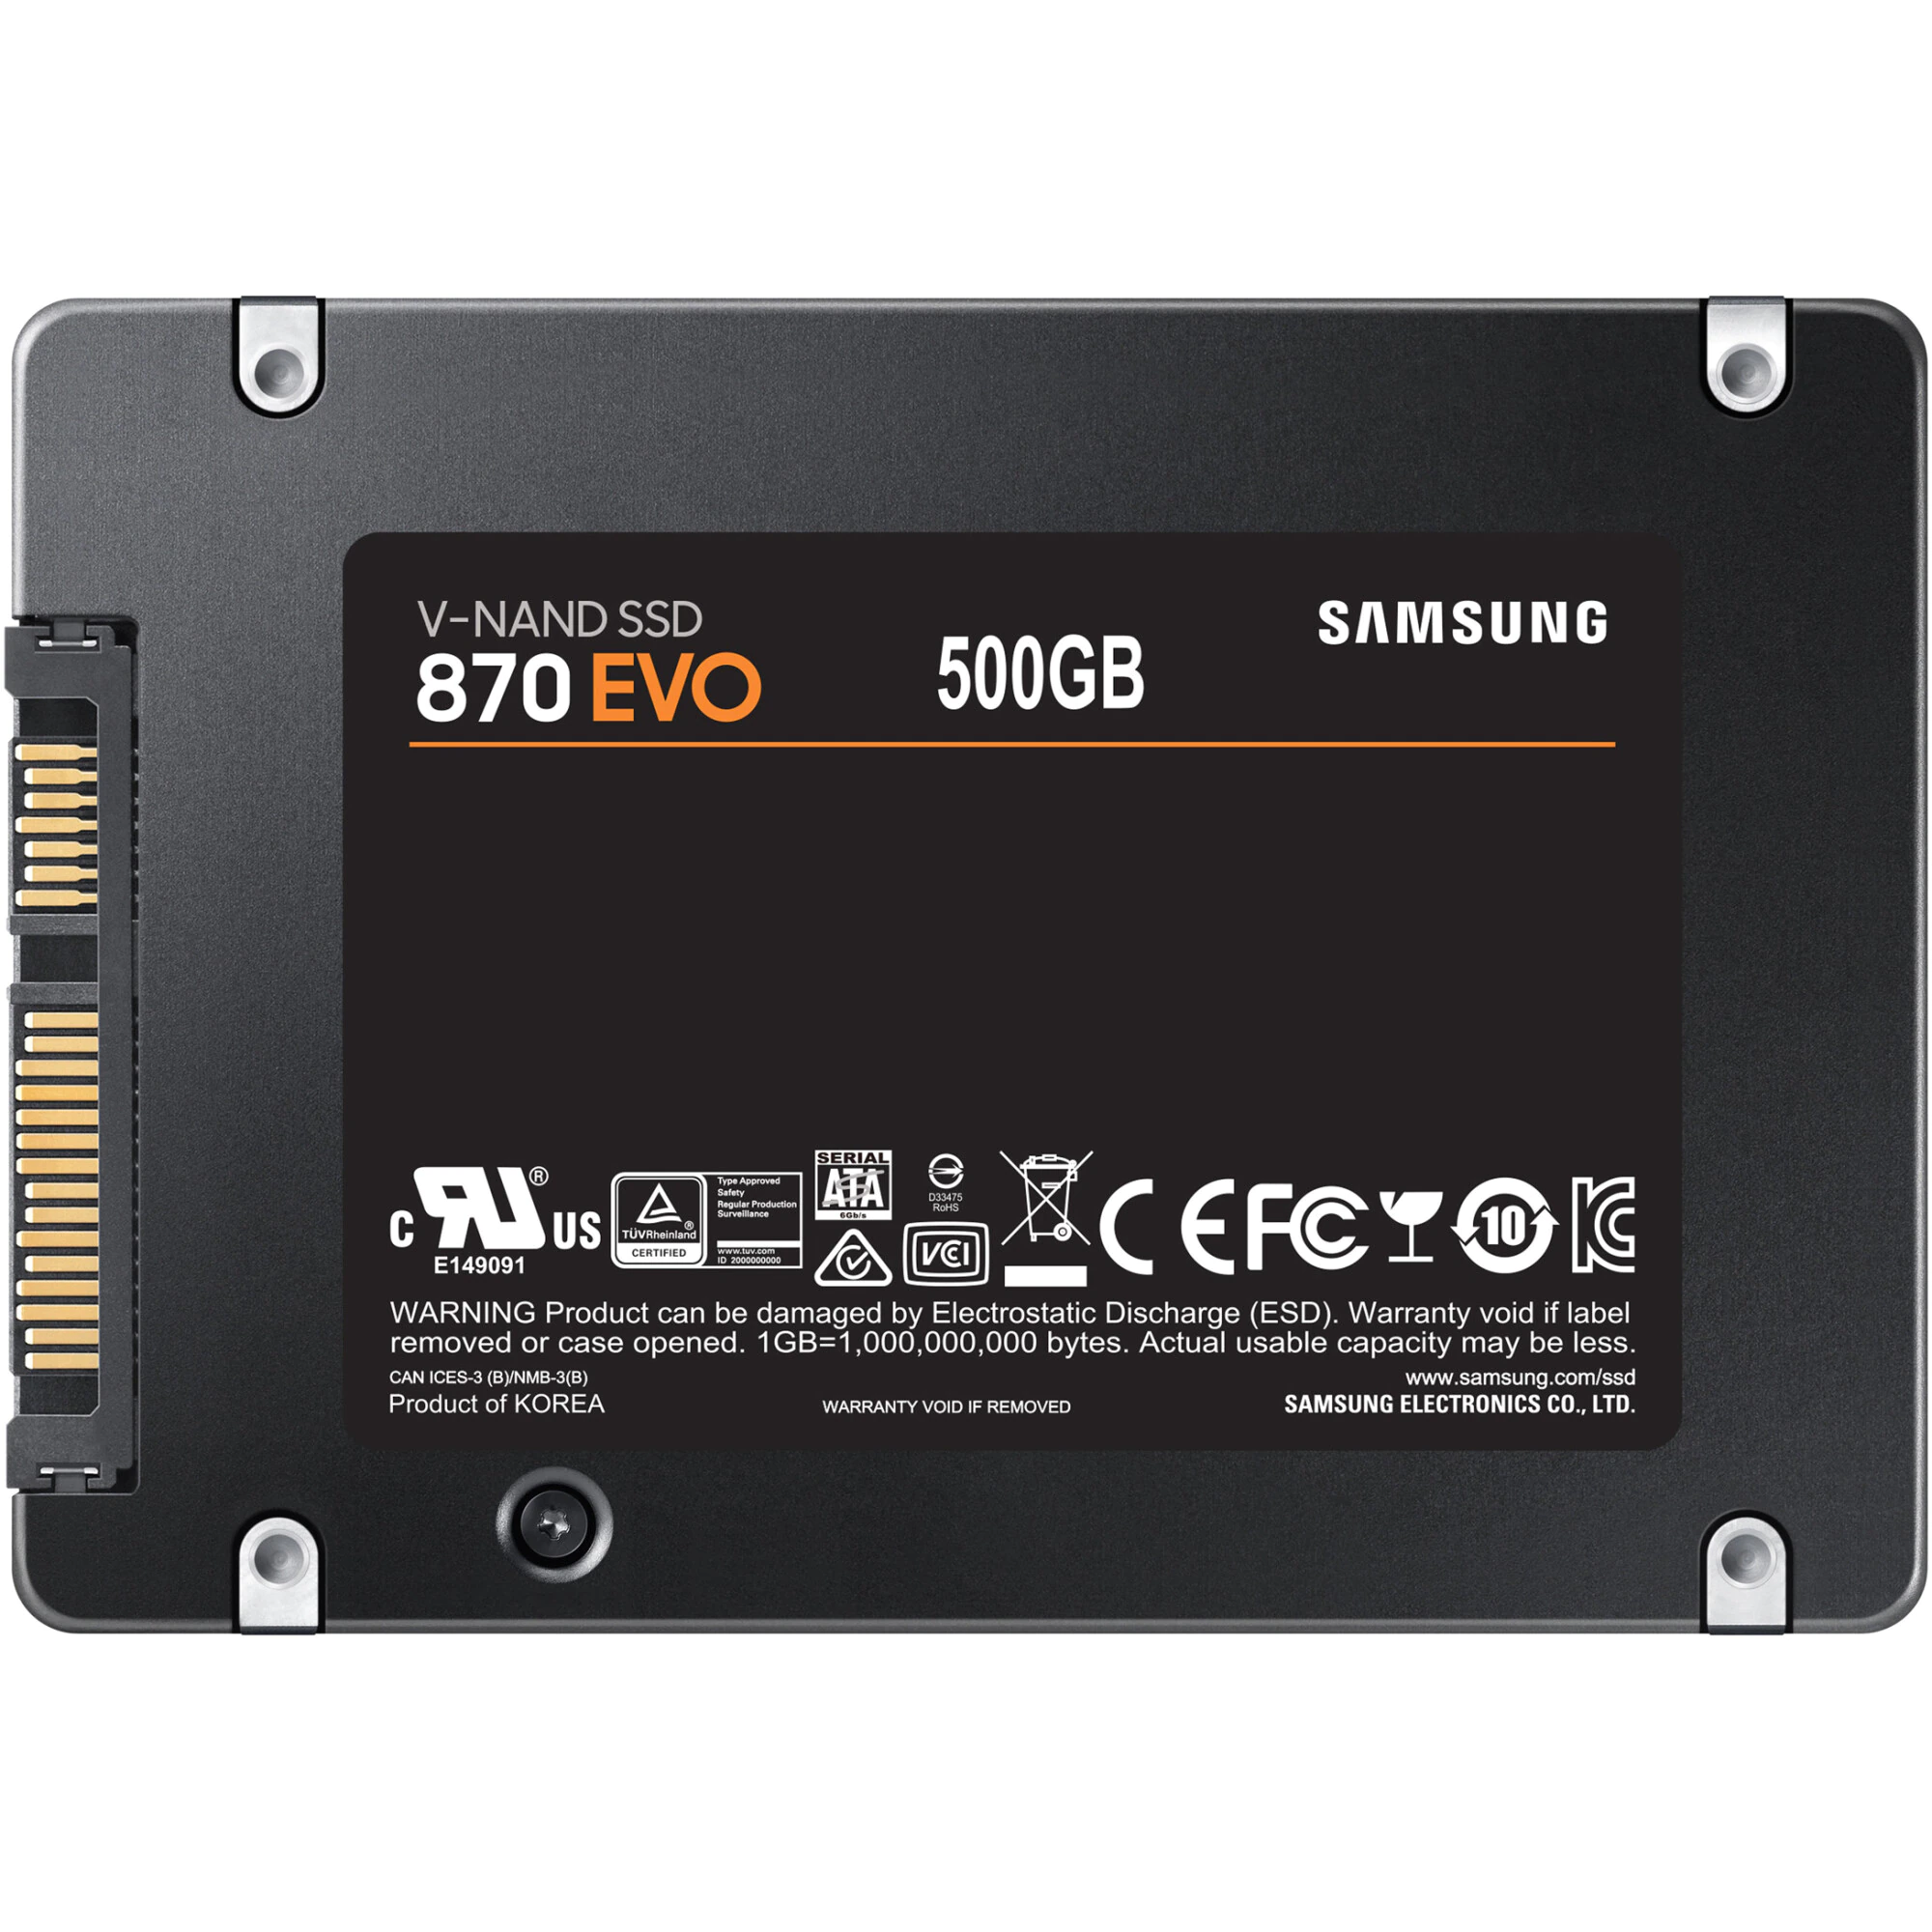 V-NAND SSD
870 EVO
500GB
SAMSUNG
C RU® US
E149091
TÜVRheinland®
CERTIFIED
Type Approved
Safety
Regular Production
Surveillance
www.tuv.com
ID 2000000000
SERIAL
ATA
6Gb/s
D33475
RoHS
VCI
CE FC 10 KC
WARNING Product can be damaged by Electrostatic Discharge (ESD). Warranty void if label
removed or case opened. 1GB=1,000,000,000 bytes. Actual usable capacity may be less.
CAN ICES-3 (B)/NMB-3(B)
www.samsung.com/ssd
Product of KOREA
WARRANTY VOID IF REMOVED
SAMSUNG ELECTRONICS CO., LTD.